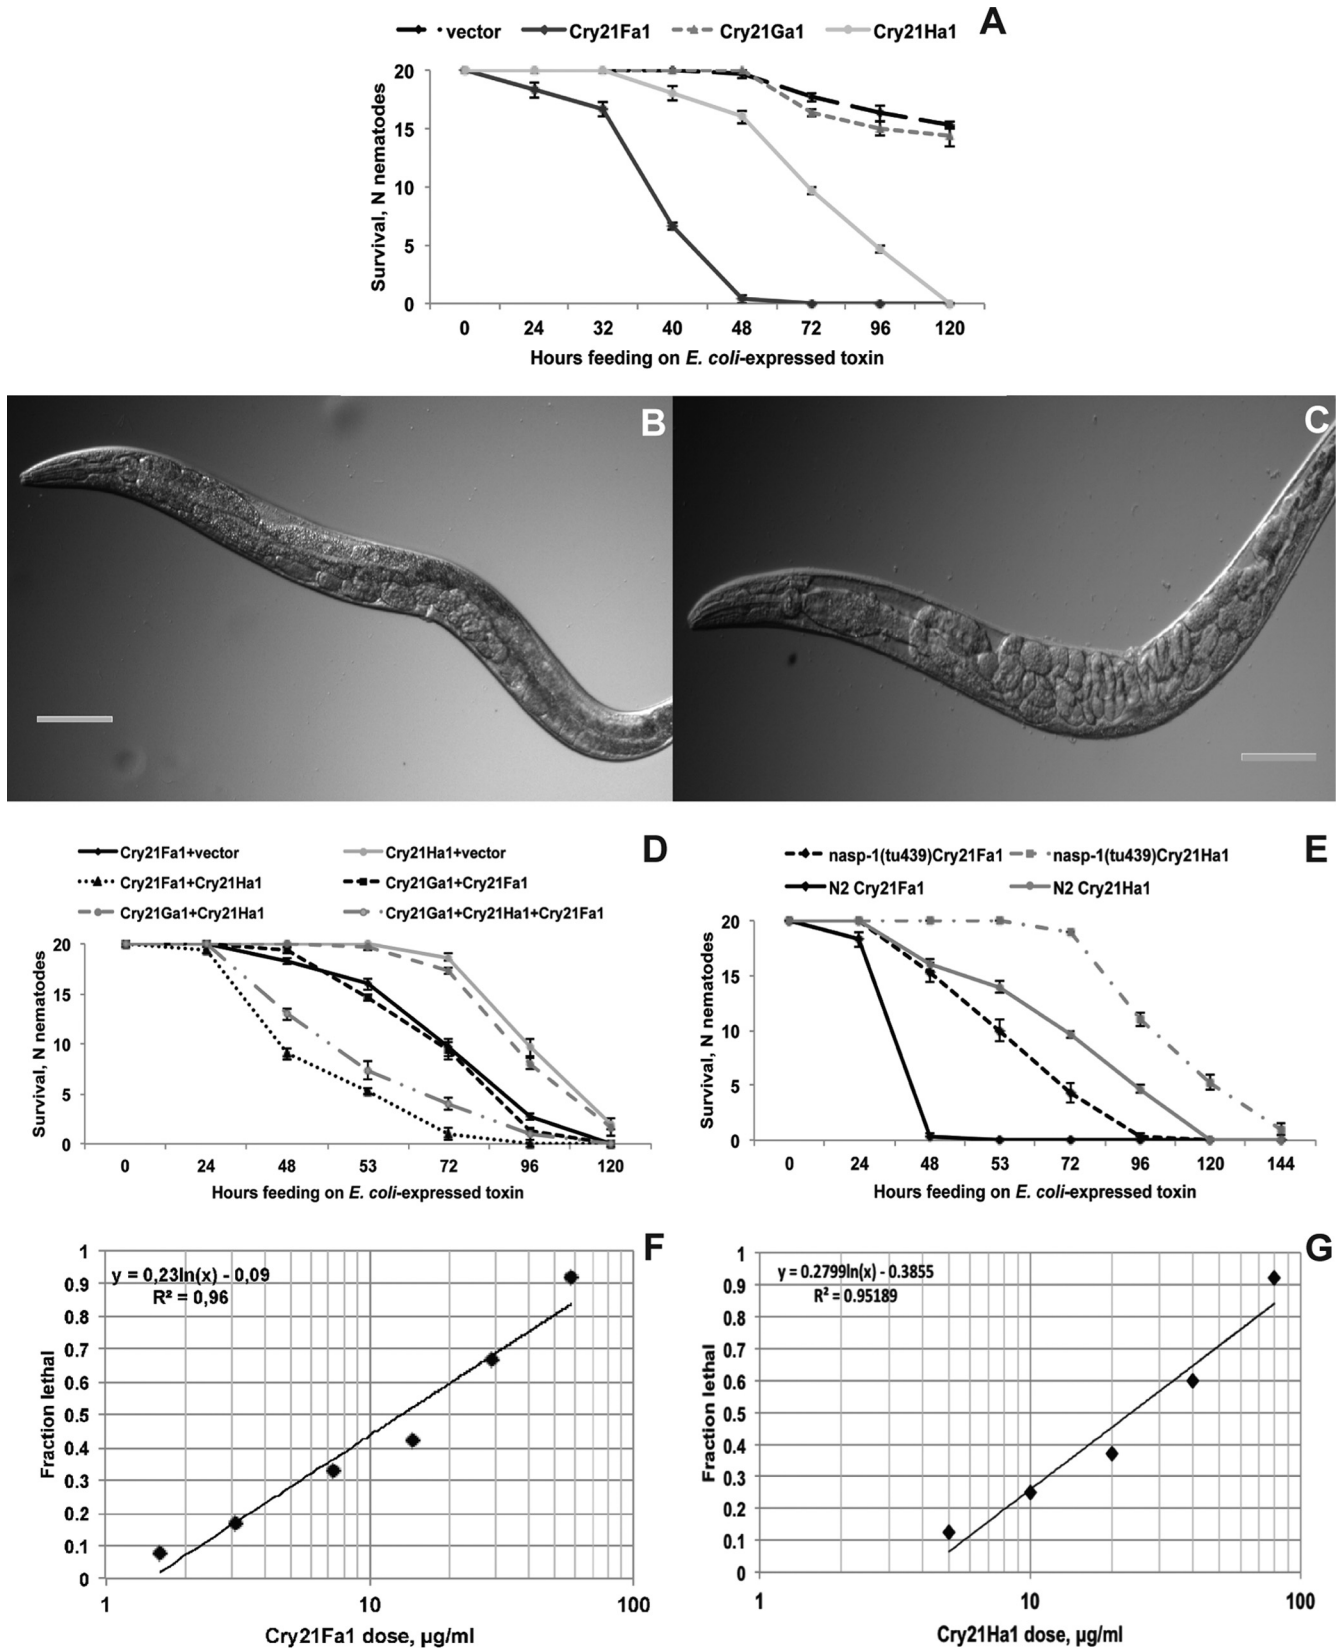 vector Cry21Fa1 Cry21Ga1 Cry21Ha1 A
Survival, N nematodes
20
15
10
5
0
0 24 32 40 48 72 96 120
Hours feeding on E. coli-expressed toxin
B
C
Cry21Fa1+vector Cry21Ha1+vector D
Cry21Fa1+Cry21Ha1 Cry21Ga1+Cry21Fa1
Cry21Ga1+Cry21Ha1 Cry21Ga1+Cry21Ha1+Cry21Fa1
Survival, N nematodes
20
15
10
5
0
0 24 48 53 72 96 120
Hours feeding on E. coli-expressed toxin
nasp-1(tu439)Cry21Fa1 nasp-1(tu439)Cry21Ha1 E
N2 Cry21Fa1 N2 Cry21Ha1
Survival, N nematodes
20
15
10
5
0
0 24 48 53 72 96 120 144
Hours feeding on E. coli-expressed toxin
F
y = 0,23ln(x) - 0,09
R² = 0,96
Fraction lethal
1
0.9
0.8
0.7
0.6
0.5
0.4
0.3
0.2
0.1
0
1 10 100
Cry21Fa1 dose, µg/ml
G
y = 0.2799ln(x) - 0.3855
R² = 0.95189
Fraction lethal
1
0.9
0.8
0.7
0.6
0.5
0.4
0.3
0.2
0.1
0
1 10 100
Cry21Ha1 dose, µg/ml